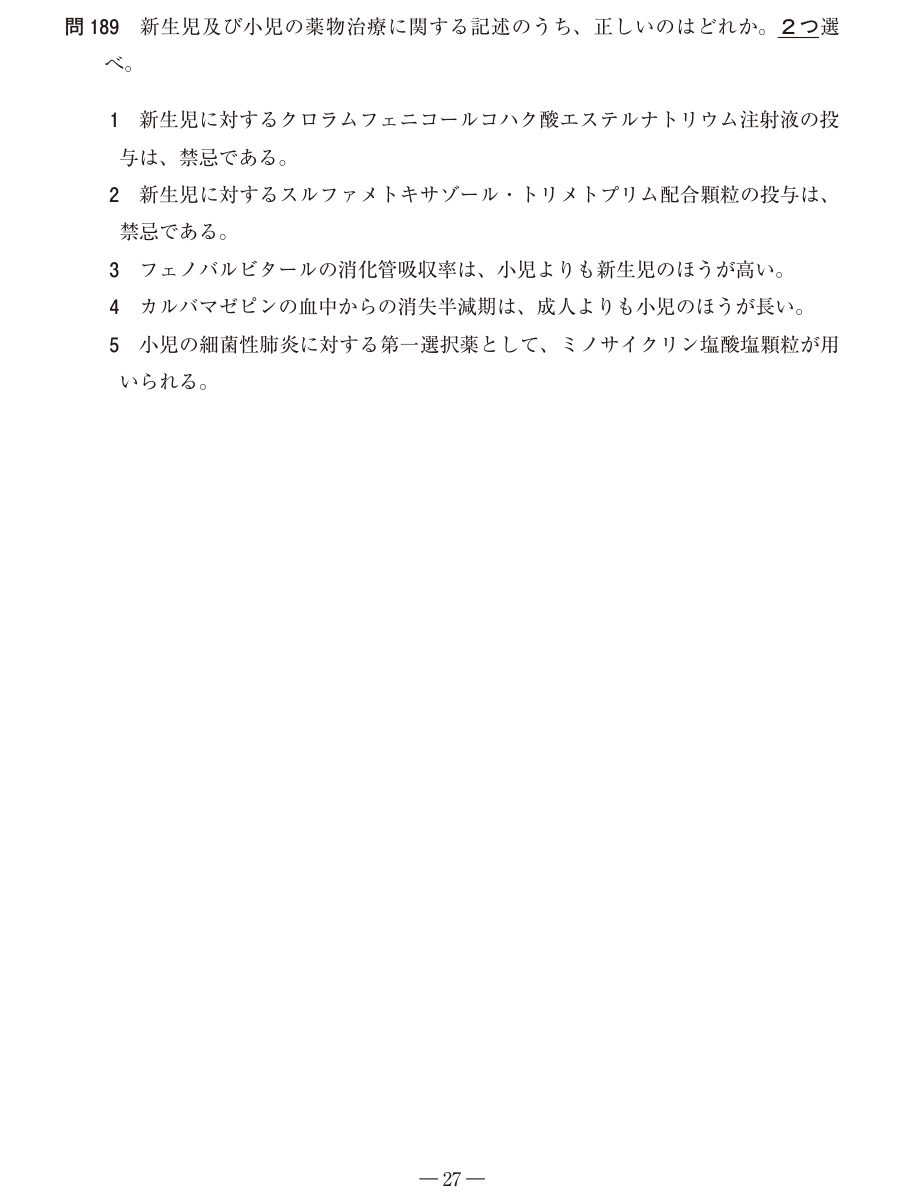 問 189　新生児及び小児の薬物治療に関する記述のうち、正しいのはどれか。２つ選
べ。
1　新生児に対するクロラムフェニコールコハク酸エステルナトリウム注射液の投
与は、禁忌である。
2　新生児に対するスルファメトキサゾール・トリメトプリム配合顆粒の投与は、
禁忌である。
3　フェノバルビタールの消化管吸収率は、小児よりも新生児のほうが高い。
4　カルバマゼピンの血中からの消失半減期は、成人よりも小児のほうが長い。
5　小児の細菌性肺炎に対する第一選択薬として、ミノサイクリン塩酸塩顆粒が用
いられる。
— 27 —